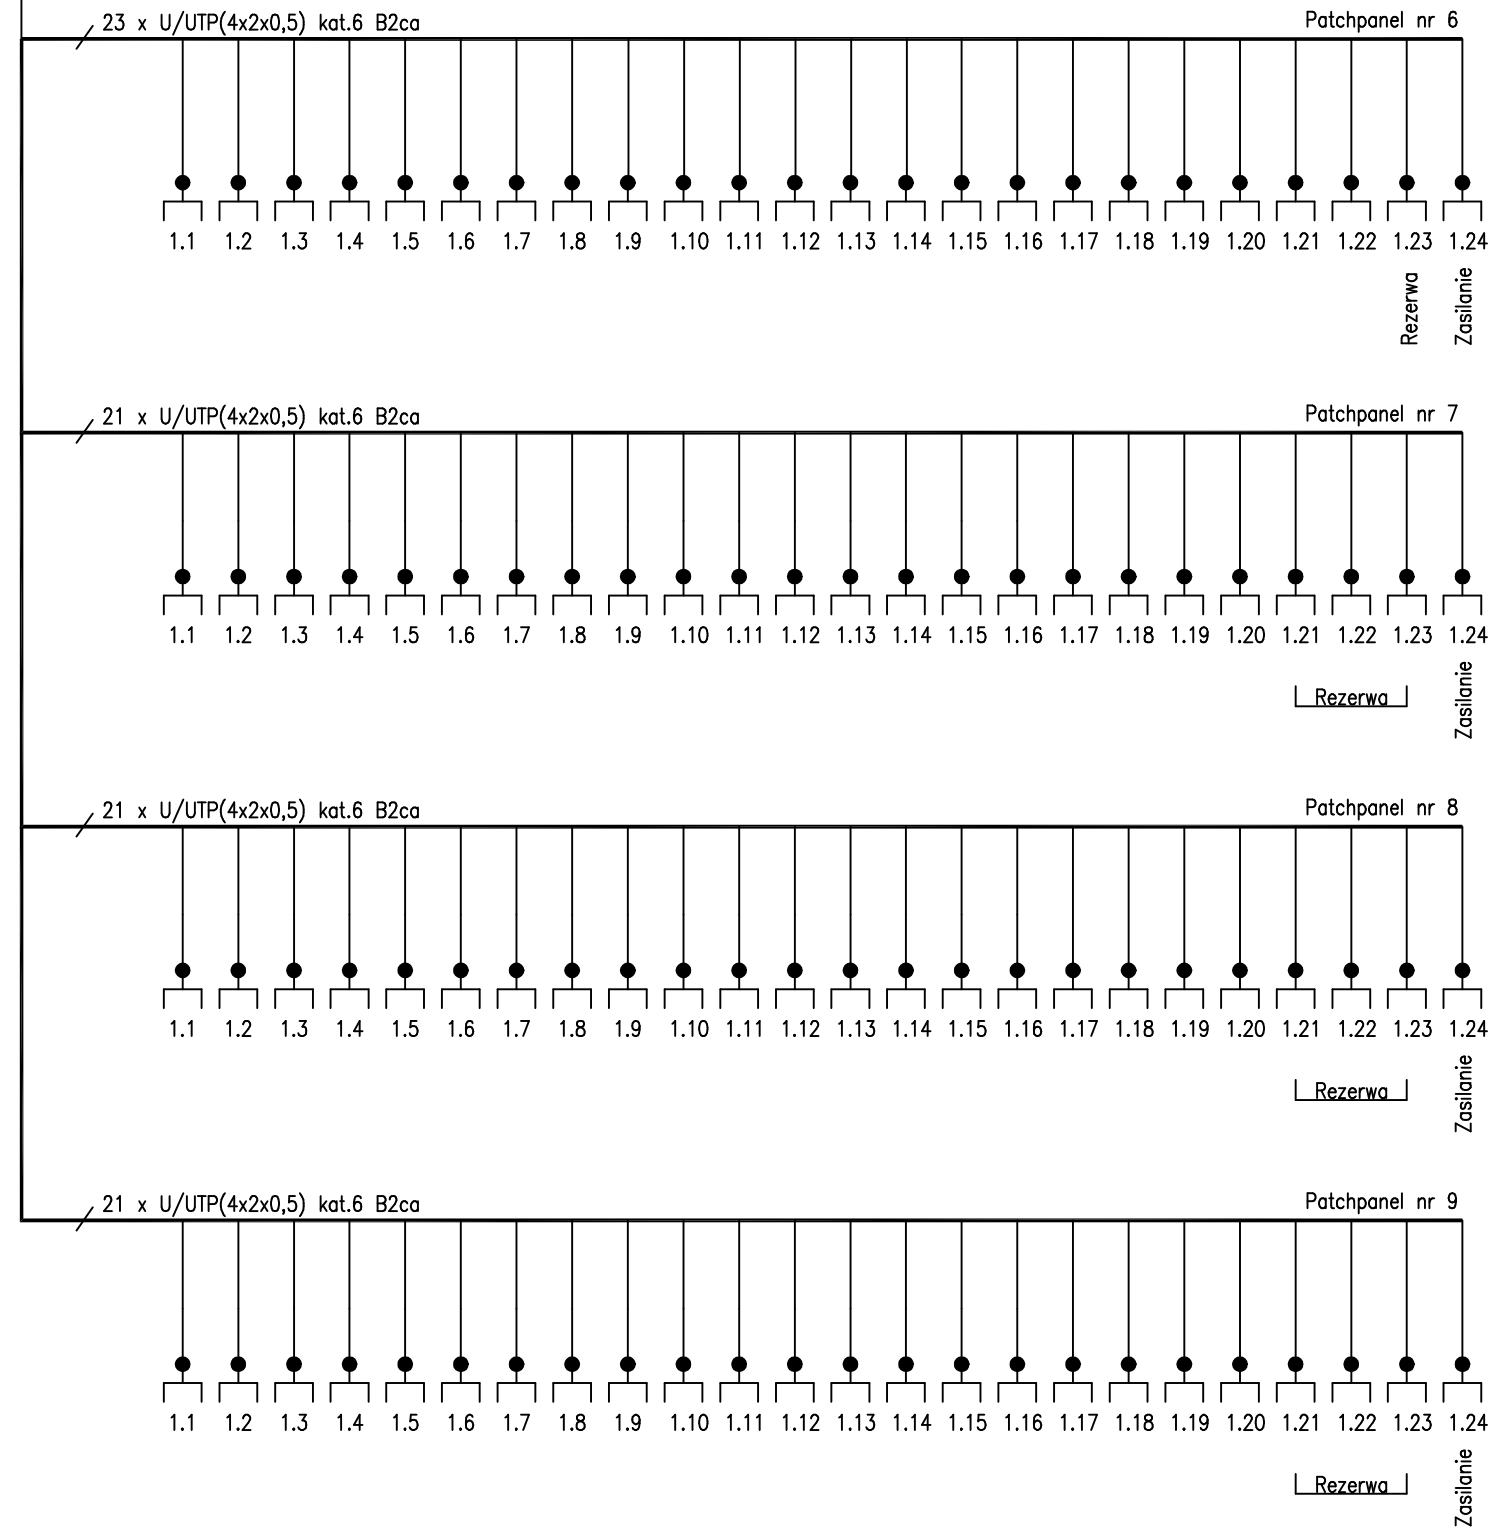 23 x U/UTP(4x2x0,5) kat.6 B2ca
Patchpanel nr 6
1.1 1.2 1.3 1.4 1.5 1.6 1.7 1.8 1.9 1.10 1.11 1.12 1.13 1.14 1.15 1.16 1.17 1.18 1.19 1.20 1.21 1.22 1.23 1.24
Rezerwa
Zasilanie
21 x U/UTP(4x2x0,5) kat.6 B2ca
Patchpanel nr 7
1.1 1.2 1.3 1.4 1.5 1.6 1.7 1.8 1.9 1.10 1.11 1.12 1.13 1.14 1.15 1.16 1.17 1.18 1.19 1.20 1.21 1.22 1.23 1.24
Rezerwa
Zasilanie
21 x U/UTP(4x2x0,5) kat.6 B2ca
Patchpanel nr 8
1.1 1.2 1.3 1.4 1.5 1.6 1.7 1.8 1.9 1.10 1.11 1.12 1.13 1.14 1.15 1.16 1.17 1.18 1.19 1.20 1.21 1.22 1.23 1.24
Rezerwa
Zasilanie
21 x U/UTP(4x2x0,5) kat.6 B2ca
Patchpanel nr 9
1.1 1.2 1.3 1.4 1.5 1.6 1.7 1.8 1.9 1.10 1.11 1.12 1.13 1.14 1.15 1.16 1.17 1.18 1.19 1.20 1.21 1.22 1.23 1.24
Rezerwa
Zasilanie